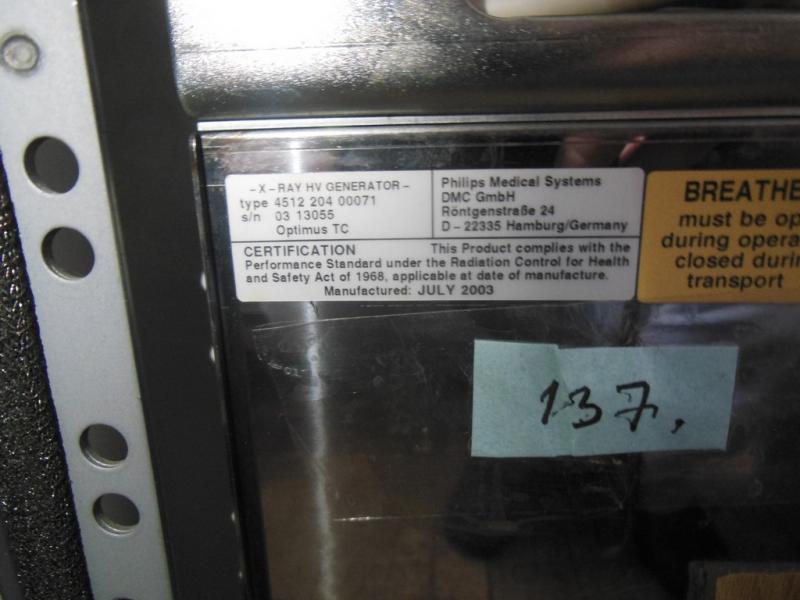 -X-RAY HV GENERATOR-
type 4512 204 00071
s/n 03 13055
Optimus TC
Philips Medical Systems
DMC GmbH
Röntgenstraße 24
D-22335 Hamburg/Germany
CERTIFICATION This Product complies with the
Performance Standard under the Radiation Control for Health
and Safety Act of 1968, applicable at date of manufacture.
Manufactured: JULY 2003
BREATHE
must be op
during opera
closed duri
transport
137.